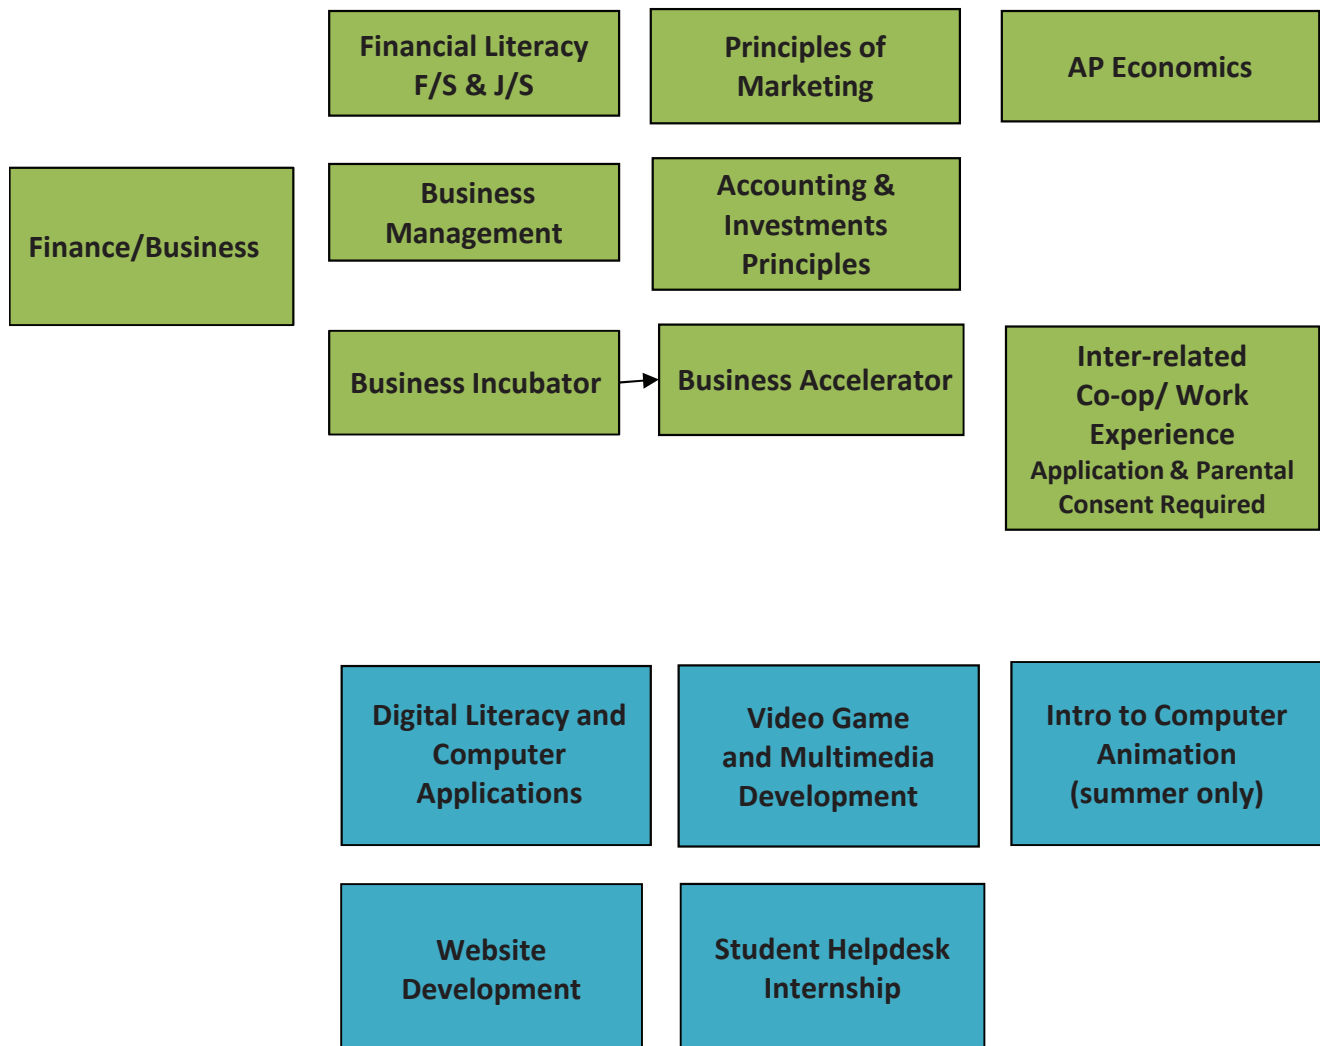 Financial Literacy
F/S & J/S
Principles of
Marketing
AP Economics
Finance/Business
Business
Management
Accounting &
Investments
Principles
Business Incubator
Business Accelerator
Inter-related
Co-op/ Work
Experience
Application & Parental
Consent Required
Digital Literacy and
Computer
Applications
Video Game
and Multimedia
Development
Intro to Computer
Animation
(summer only)
Website
Development
Student Helpdesk
Internship